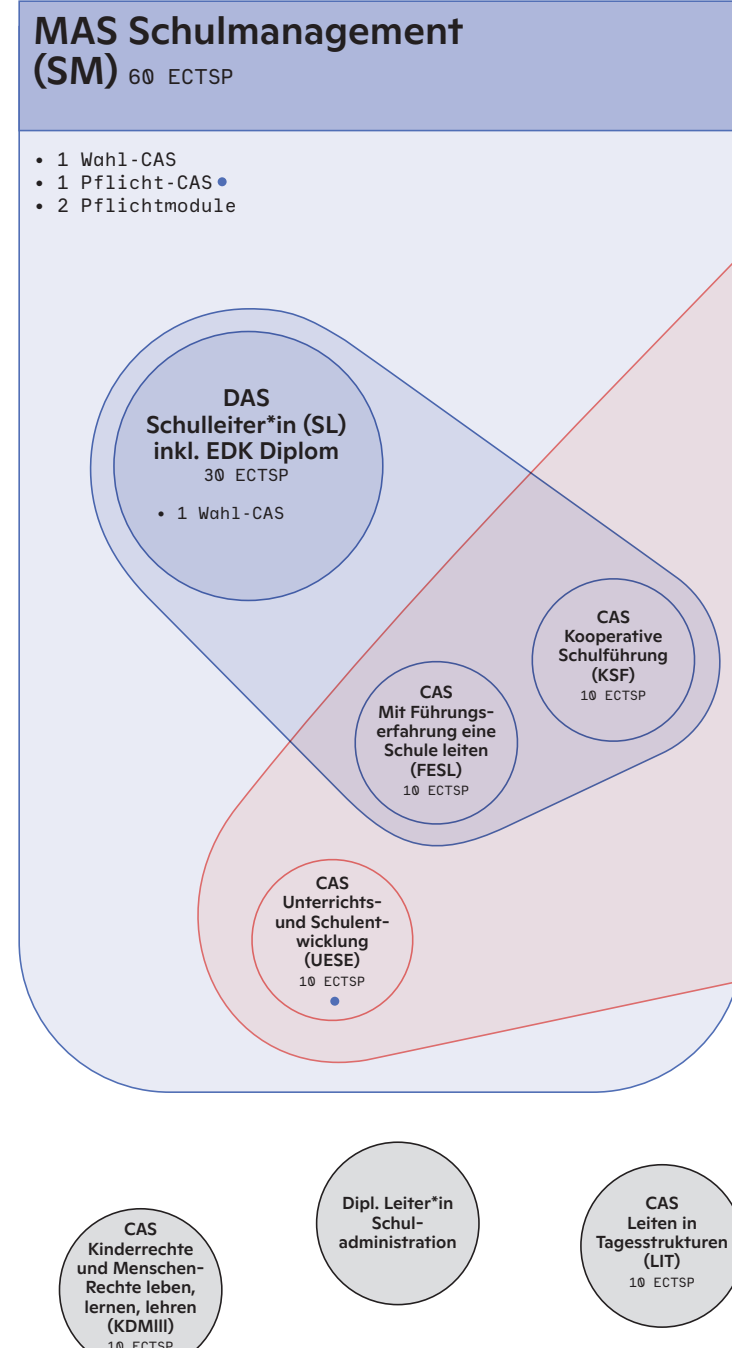 MAS Schulmanagement
(SM) 60 ECTSP
• 1 Wahl-CAS
• 1 Pflicht-CAS
• 2 Pflichtmodule
DAS
Schulleiter*in (SL)
inkl. EDK Diplom
30 ECTSP
• 1 Wahl-CAS
CAS
Kooperative
Schulführung
(KSF)
10 ECTSP
CAS
Mit Führungs-
erfahrung eine
Schule leiten
(FESL)
10 ECTSP
CAS
Unterrichts-
und Schulent-
wicklung
(UESE)
10 ECTSP
Dipl. Leiter*in
Schul-
administration
CAS
Leiten in
Tagesstrukturen
(LIT)
10 ECTSP
CAS
Kinderrechte
und Menschen-
Rechte leben,
lernen, lehren
(KDMIII)
10 ECTSP